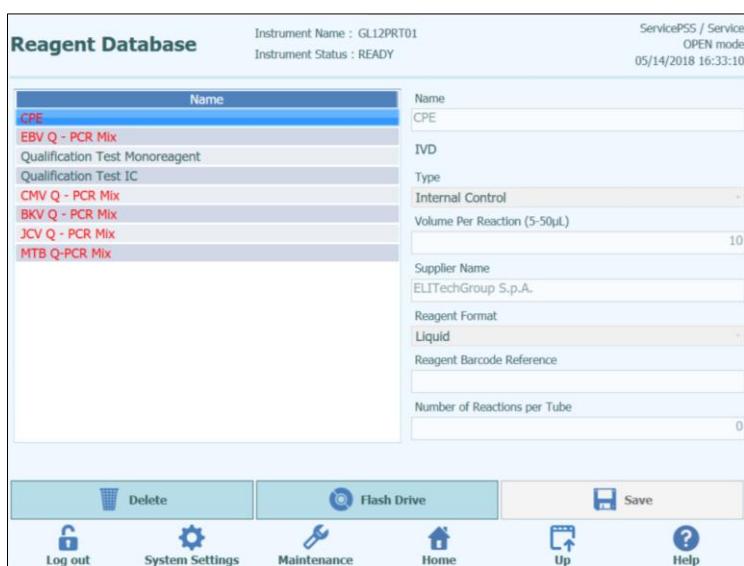 Reagent Database
Instrument Name : GL12PRT01
Instrument Status : READY
ServicePSS / Service
OPEN mode
05/14/2018 16:33:10
Name
CPE
EBV Q - PCR Mix
Qualification Test Monoreagent
Qualification Test IC
CMV Q - PCR Mix
BKV Q - PCR Mix
JCV Q - PCR Mix
MTB Q-PCR Mix
Name
CPE
IVD
Type
Internal Control
Volume Per Reaction (5-50µL)
10
Supplier Name
ELITechGroup S.p.A.
Reagent Format
Liquid
Reagent Barcode Reference
Number of Reactions per Tube
0
Delete
Flash Drive
Save
Log out
System Settings
Maintenance
Home
Up
Help